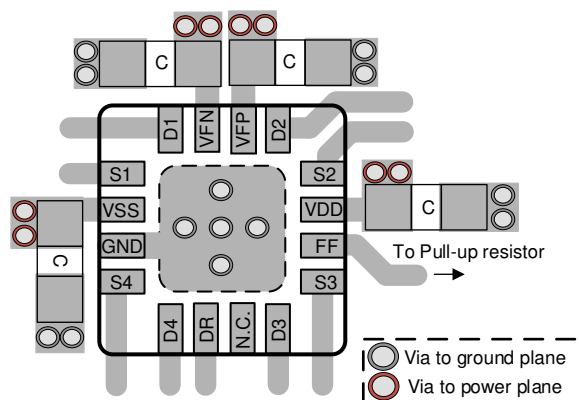 C
C
D1
VFN
VFP
D2
S1
S2
VSS
VDD
C
GND
FF
To Pull-up resistor
C
S4
S3
D4
DR
N.C.
D3
Via to ground plane
Via to power plane